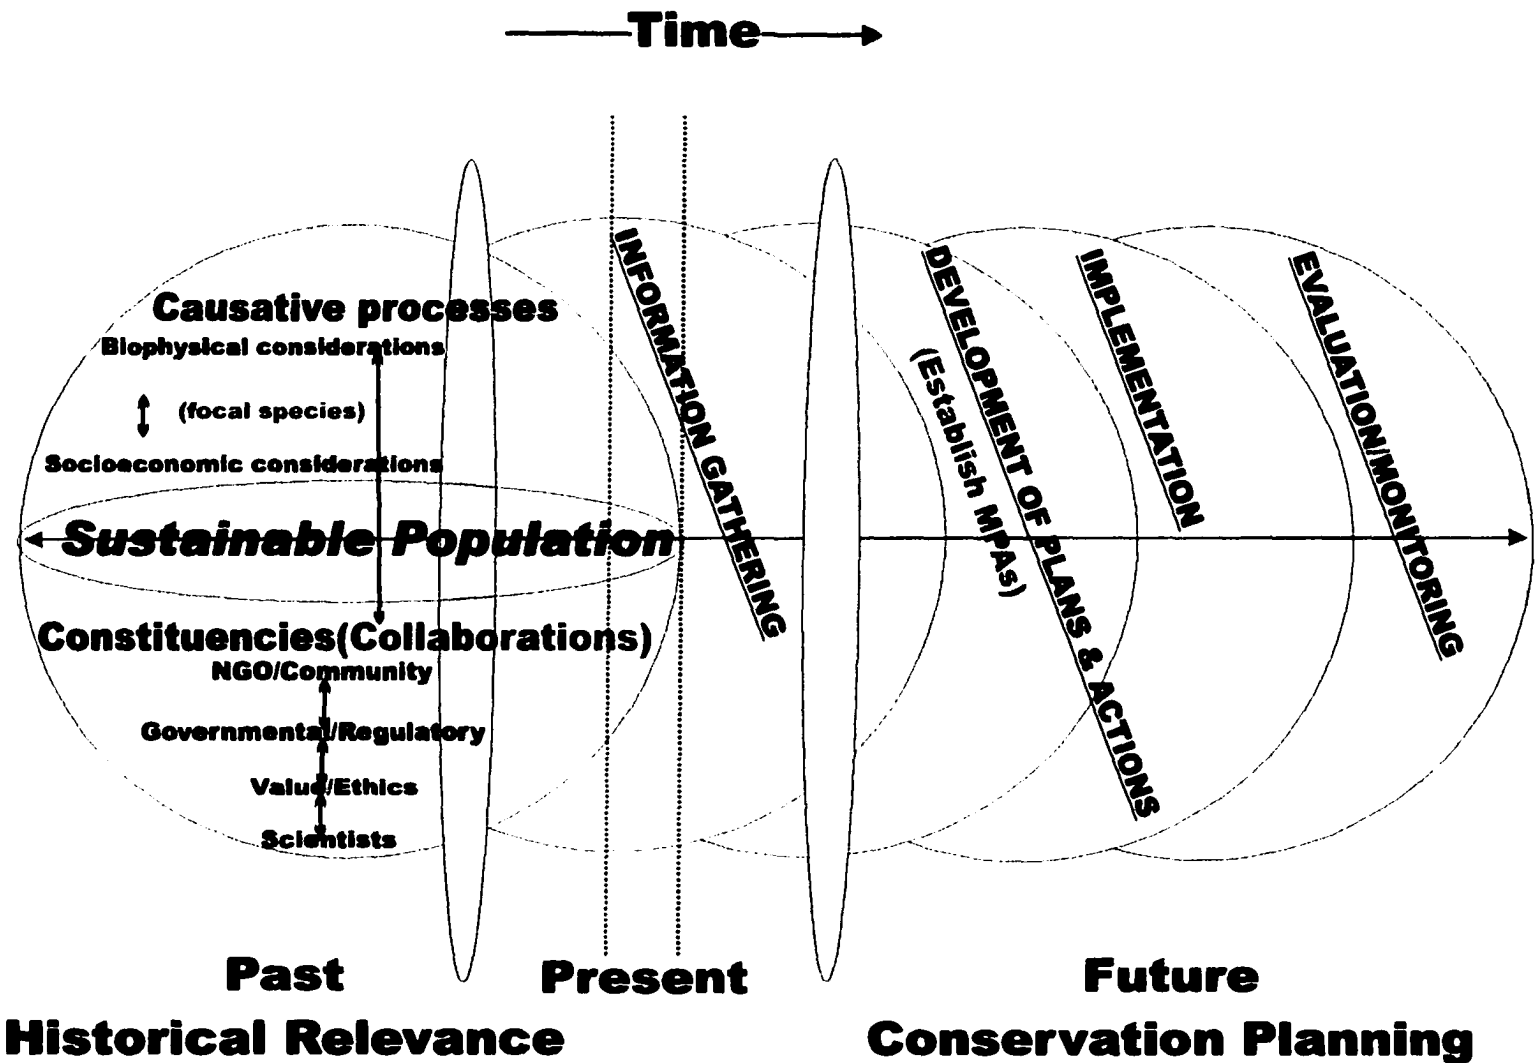 Time
Causative processes
Biophysical considerations
(focal species)
Socioeconomic considerations
Sustainable Population
Constituencies(Collaborations)
NGO/Community
Governmental/Regulatory
Value/Ethics
Scientists
INFORMATION GATHERING
DEVELOPMENT OF PLANS & ACTIONS
(Establish MPAs)
IMPLEMENTATION
EVALUATION/MONITORING
Past
Present
Future
Historical Relevance
Conservation Planning